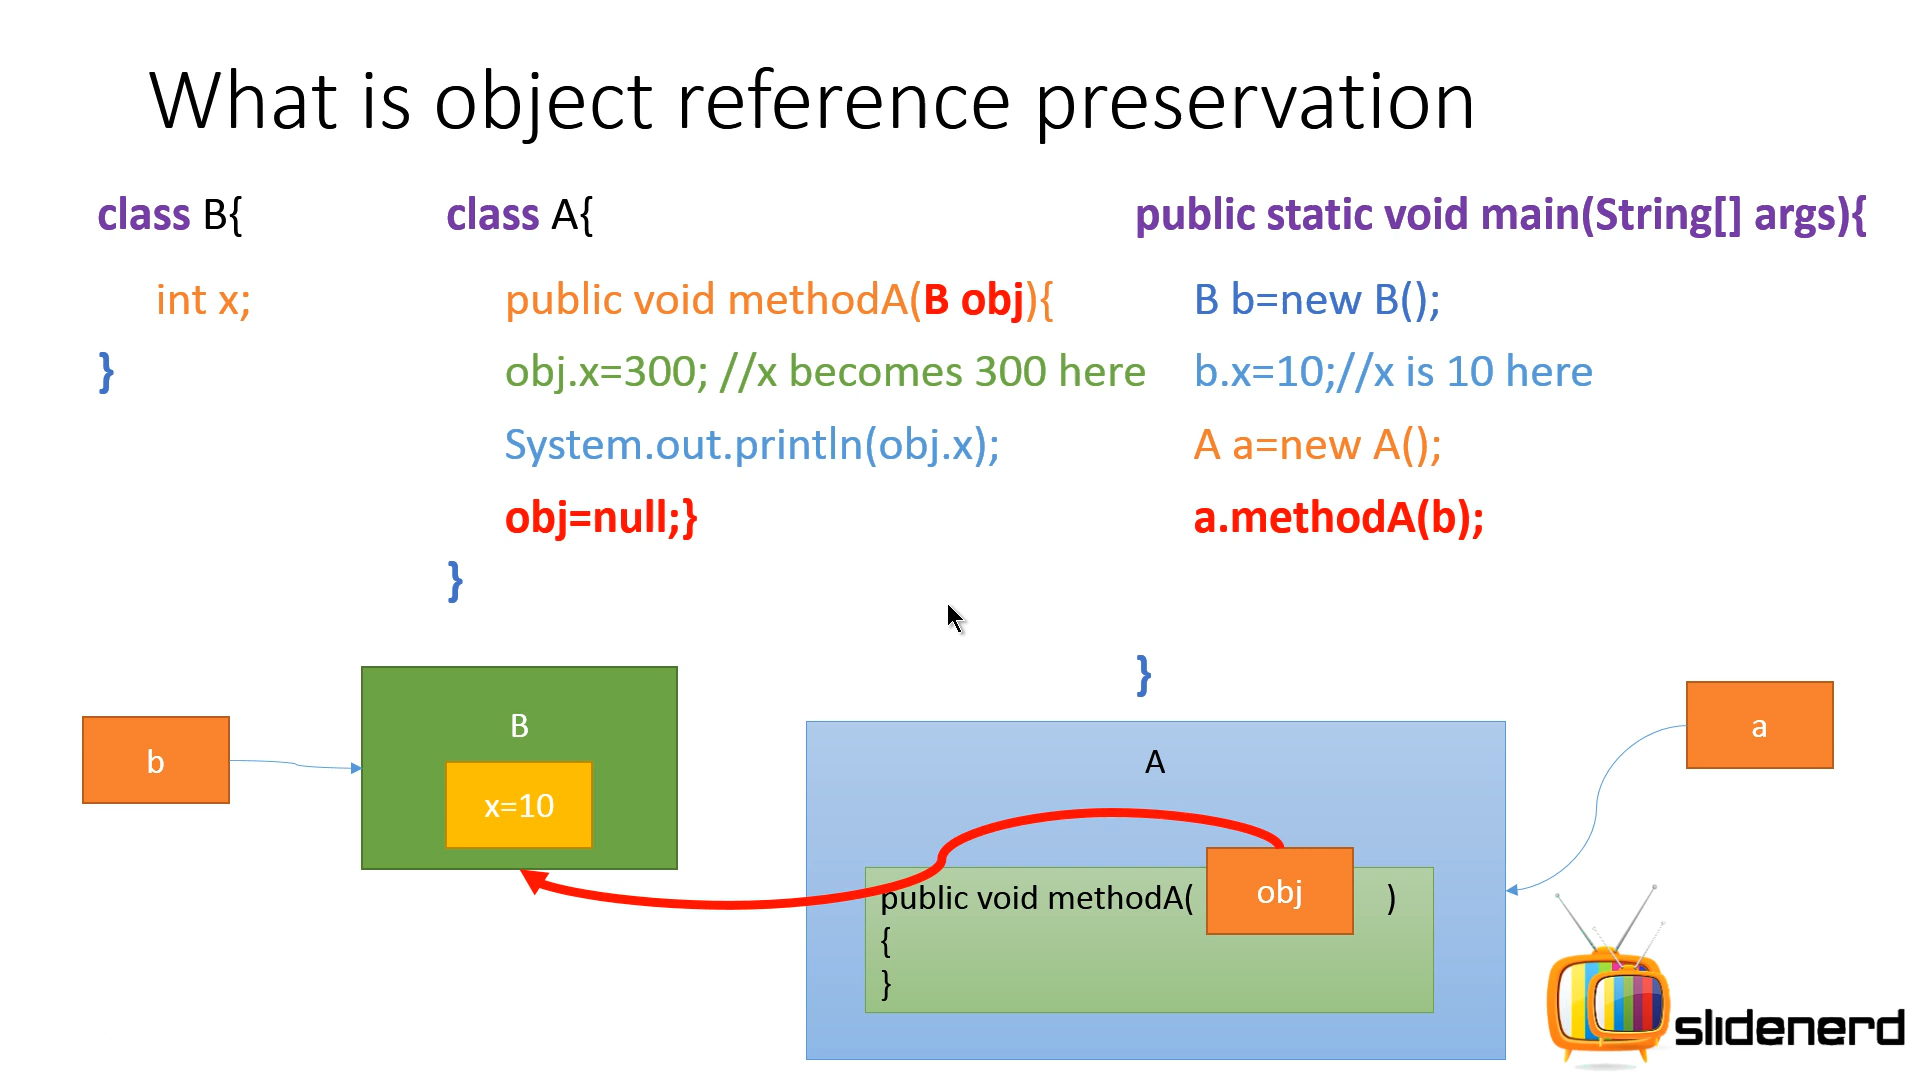 What is object reference preservation
class B{
int x;
}
class A{
public void methodA(B obj){
obj.x=300; //x becomes 300 here
System.out.println(obj.x);
obj=null;}
}
public static void main(String[] args){
B b=new B();
b.x=10;//x is 10 here
A a=new A();
a.methodA(b);
}
b
B
x=10
A
public void methodA( obj )
{
}
a
slidenerd